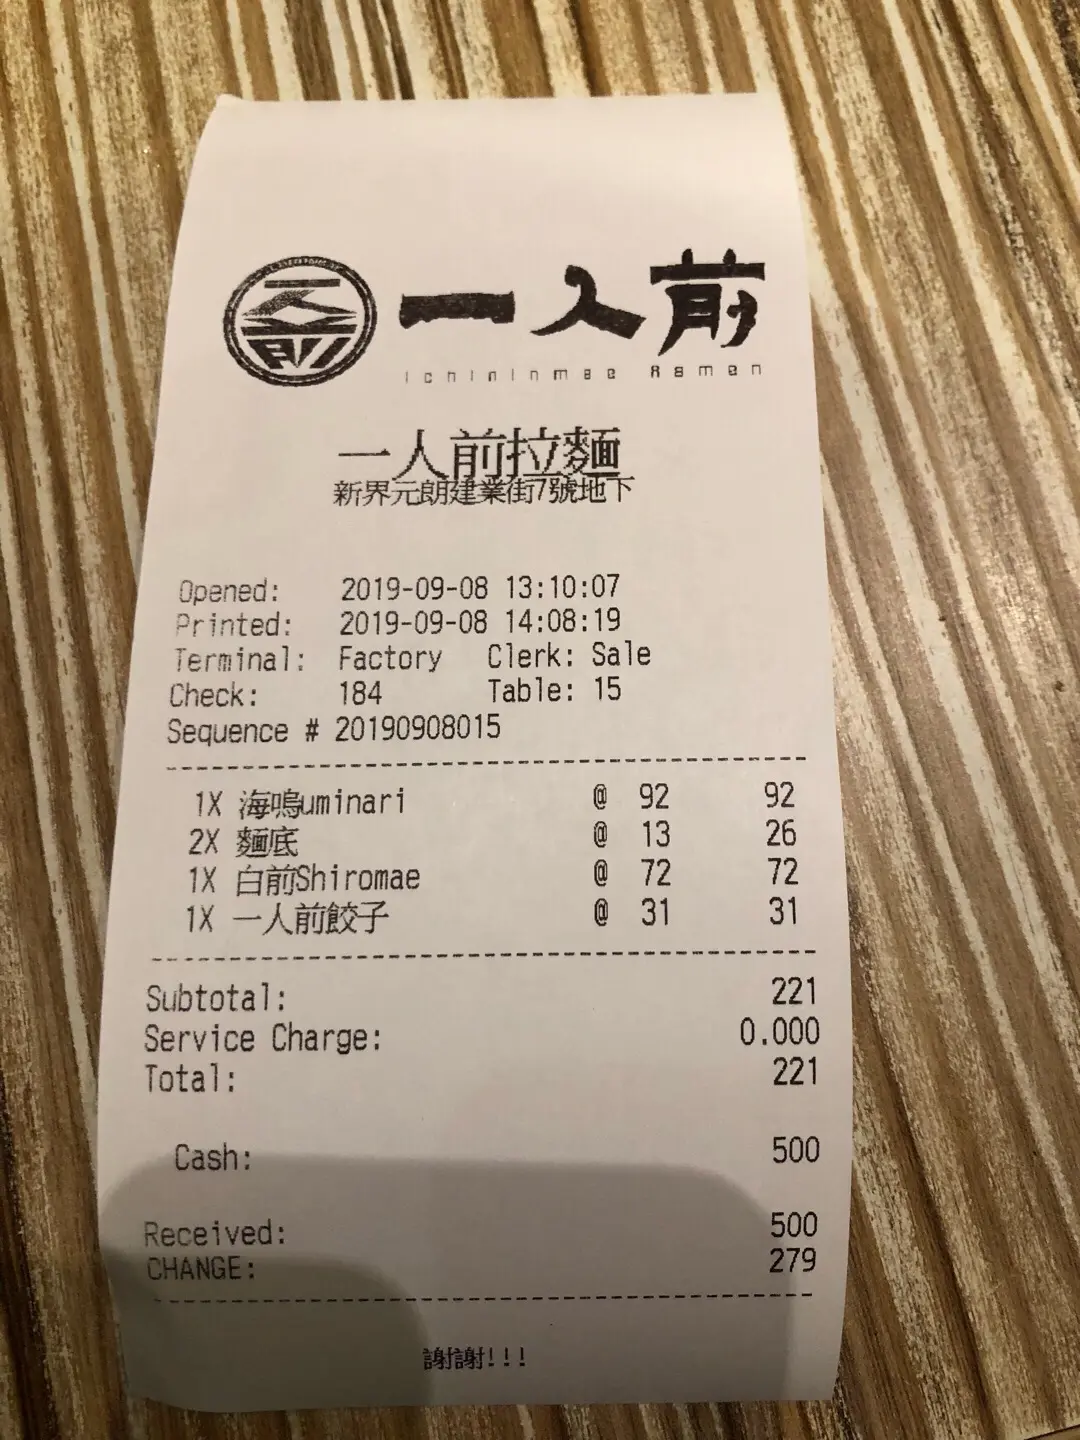 一人前
一人前
Ichininmae Ramen
一人前拉麵
新界元朗建業街7號地下
Opened: 2019-09-08 13:10:07
Printed: 2019-09-08 14:08:19
Terminal: Factory Clerk: Sale
Check: 184 Table: 15
Sequence # 20190908015
1X 海鳴uminari @ 92 92
2X 麵底 @ 13 26
1X 白前Shiromae @ 72 72
1X 一人前餃子 @ 31 31
Subtotal: 221
Service Charge: 0.000
Total: 221
Cash: 500
Received: 500
CHANGE: 279
謝謝!!!